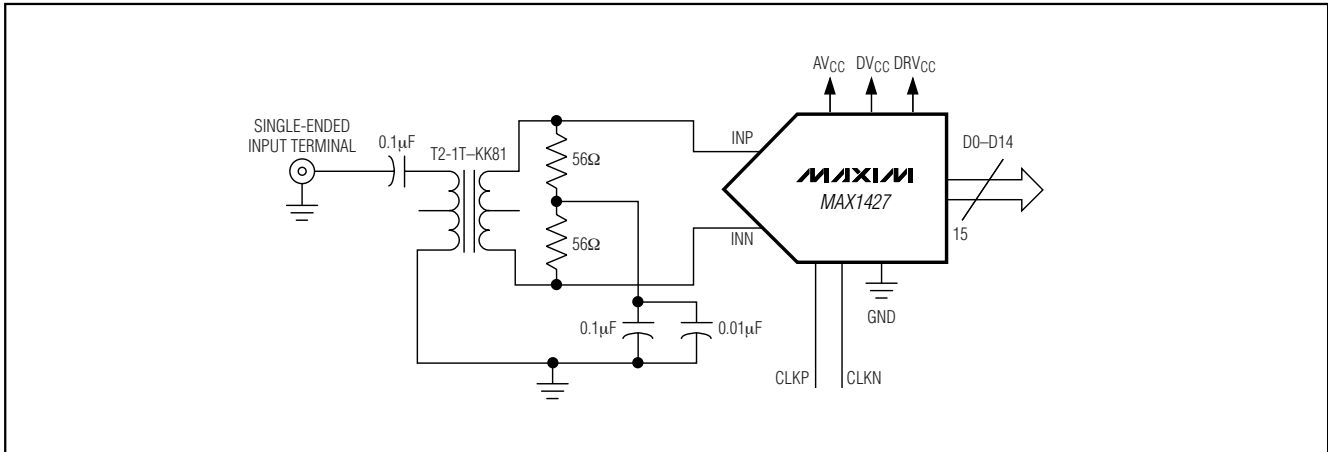 AVCC DVCC DRVCC
SINGLE-ENDED
INPUT TERMINAL
0.1µF
T2-1T–KK81
56Ω
56Ω
INP
INN
MAXIM
MAX1427
D0–D14
15
GND
0.1µF
0.01µF
CLKP
CLKN